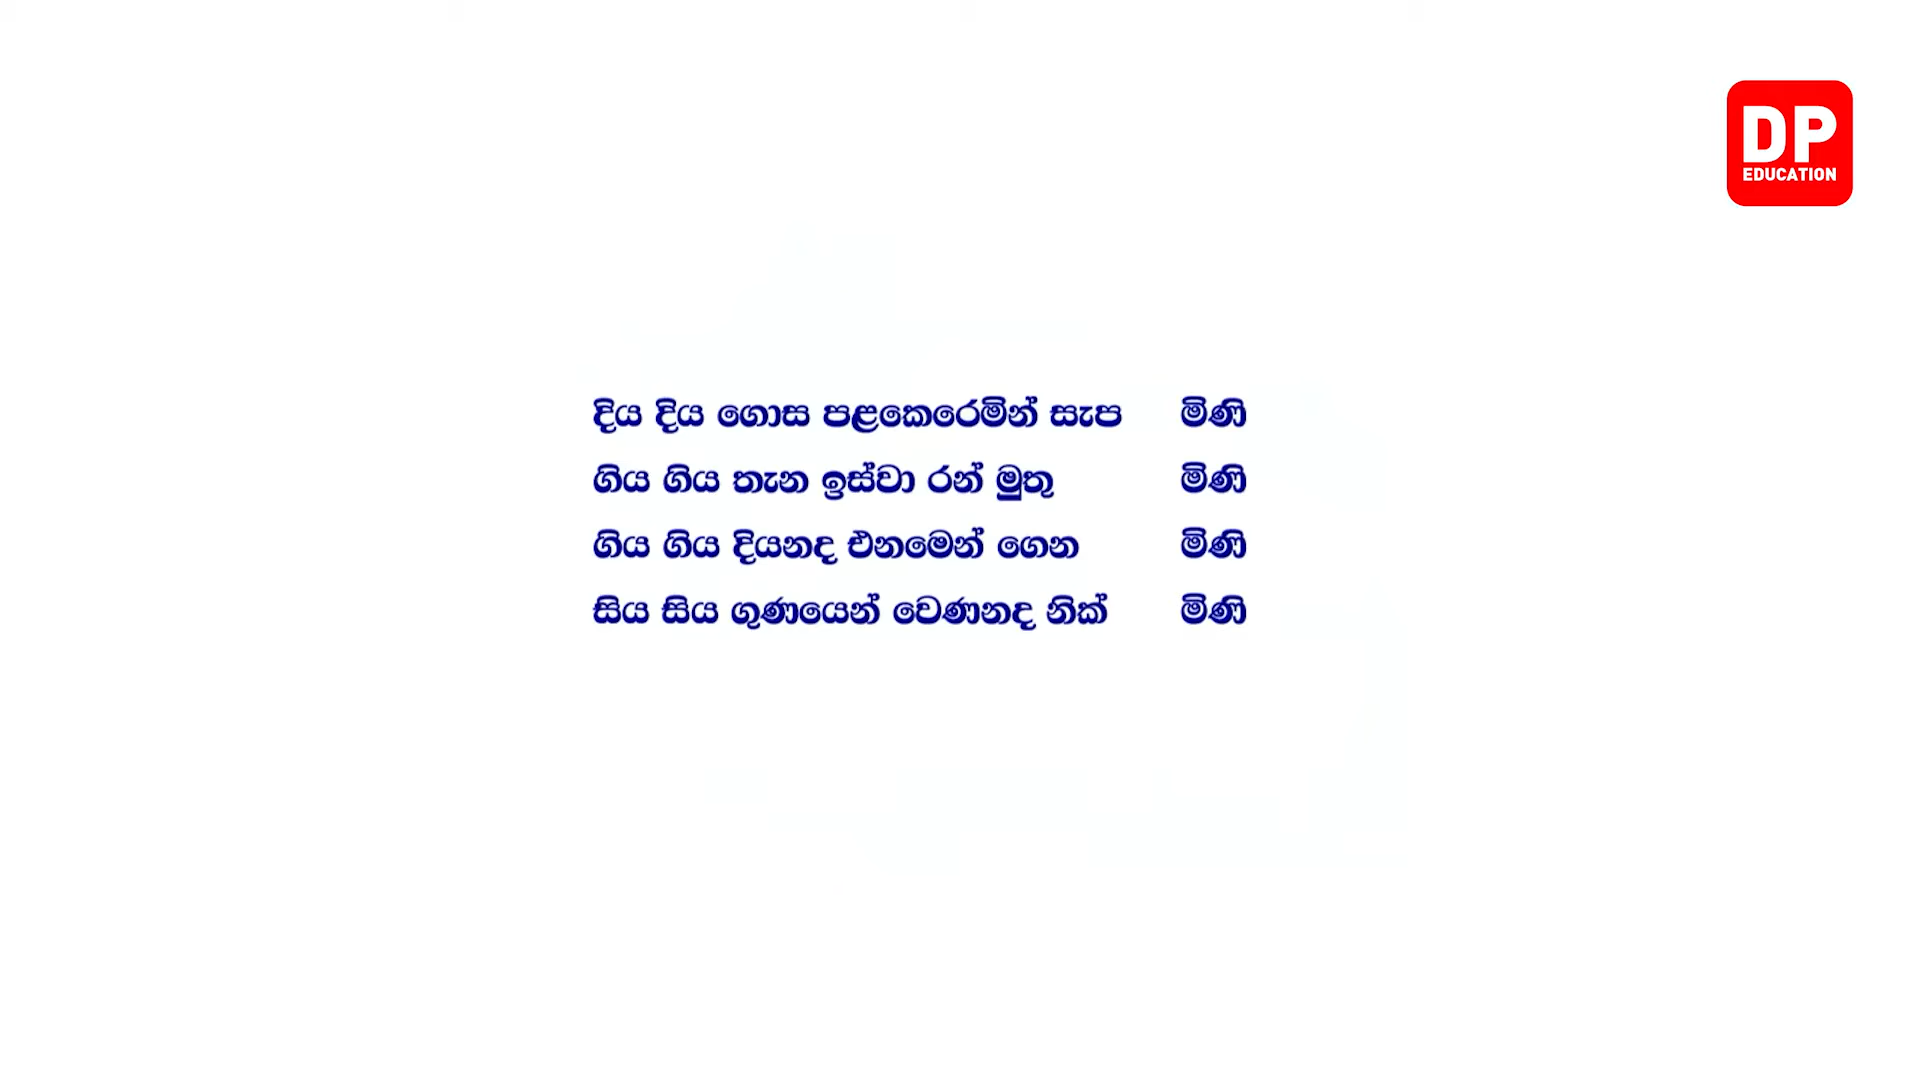 DP
EDUCATION
දිය දිය ගොස පළකෙරෙමින් සැප මිණි
ගිය ගිය තැන ඉස්වා රන් මුතු මිණි
ගිය ගිය දියනද එනමෙන් ගෙන මිණි
සිය සිය ගුණයෙන් වෙණනද නික් මිණි